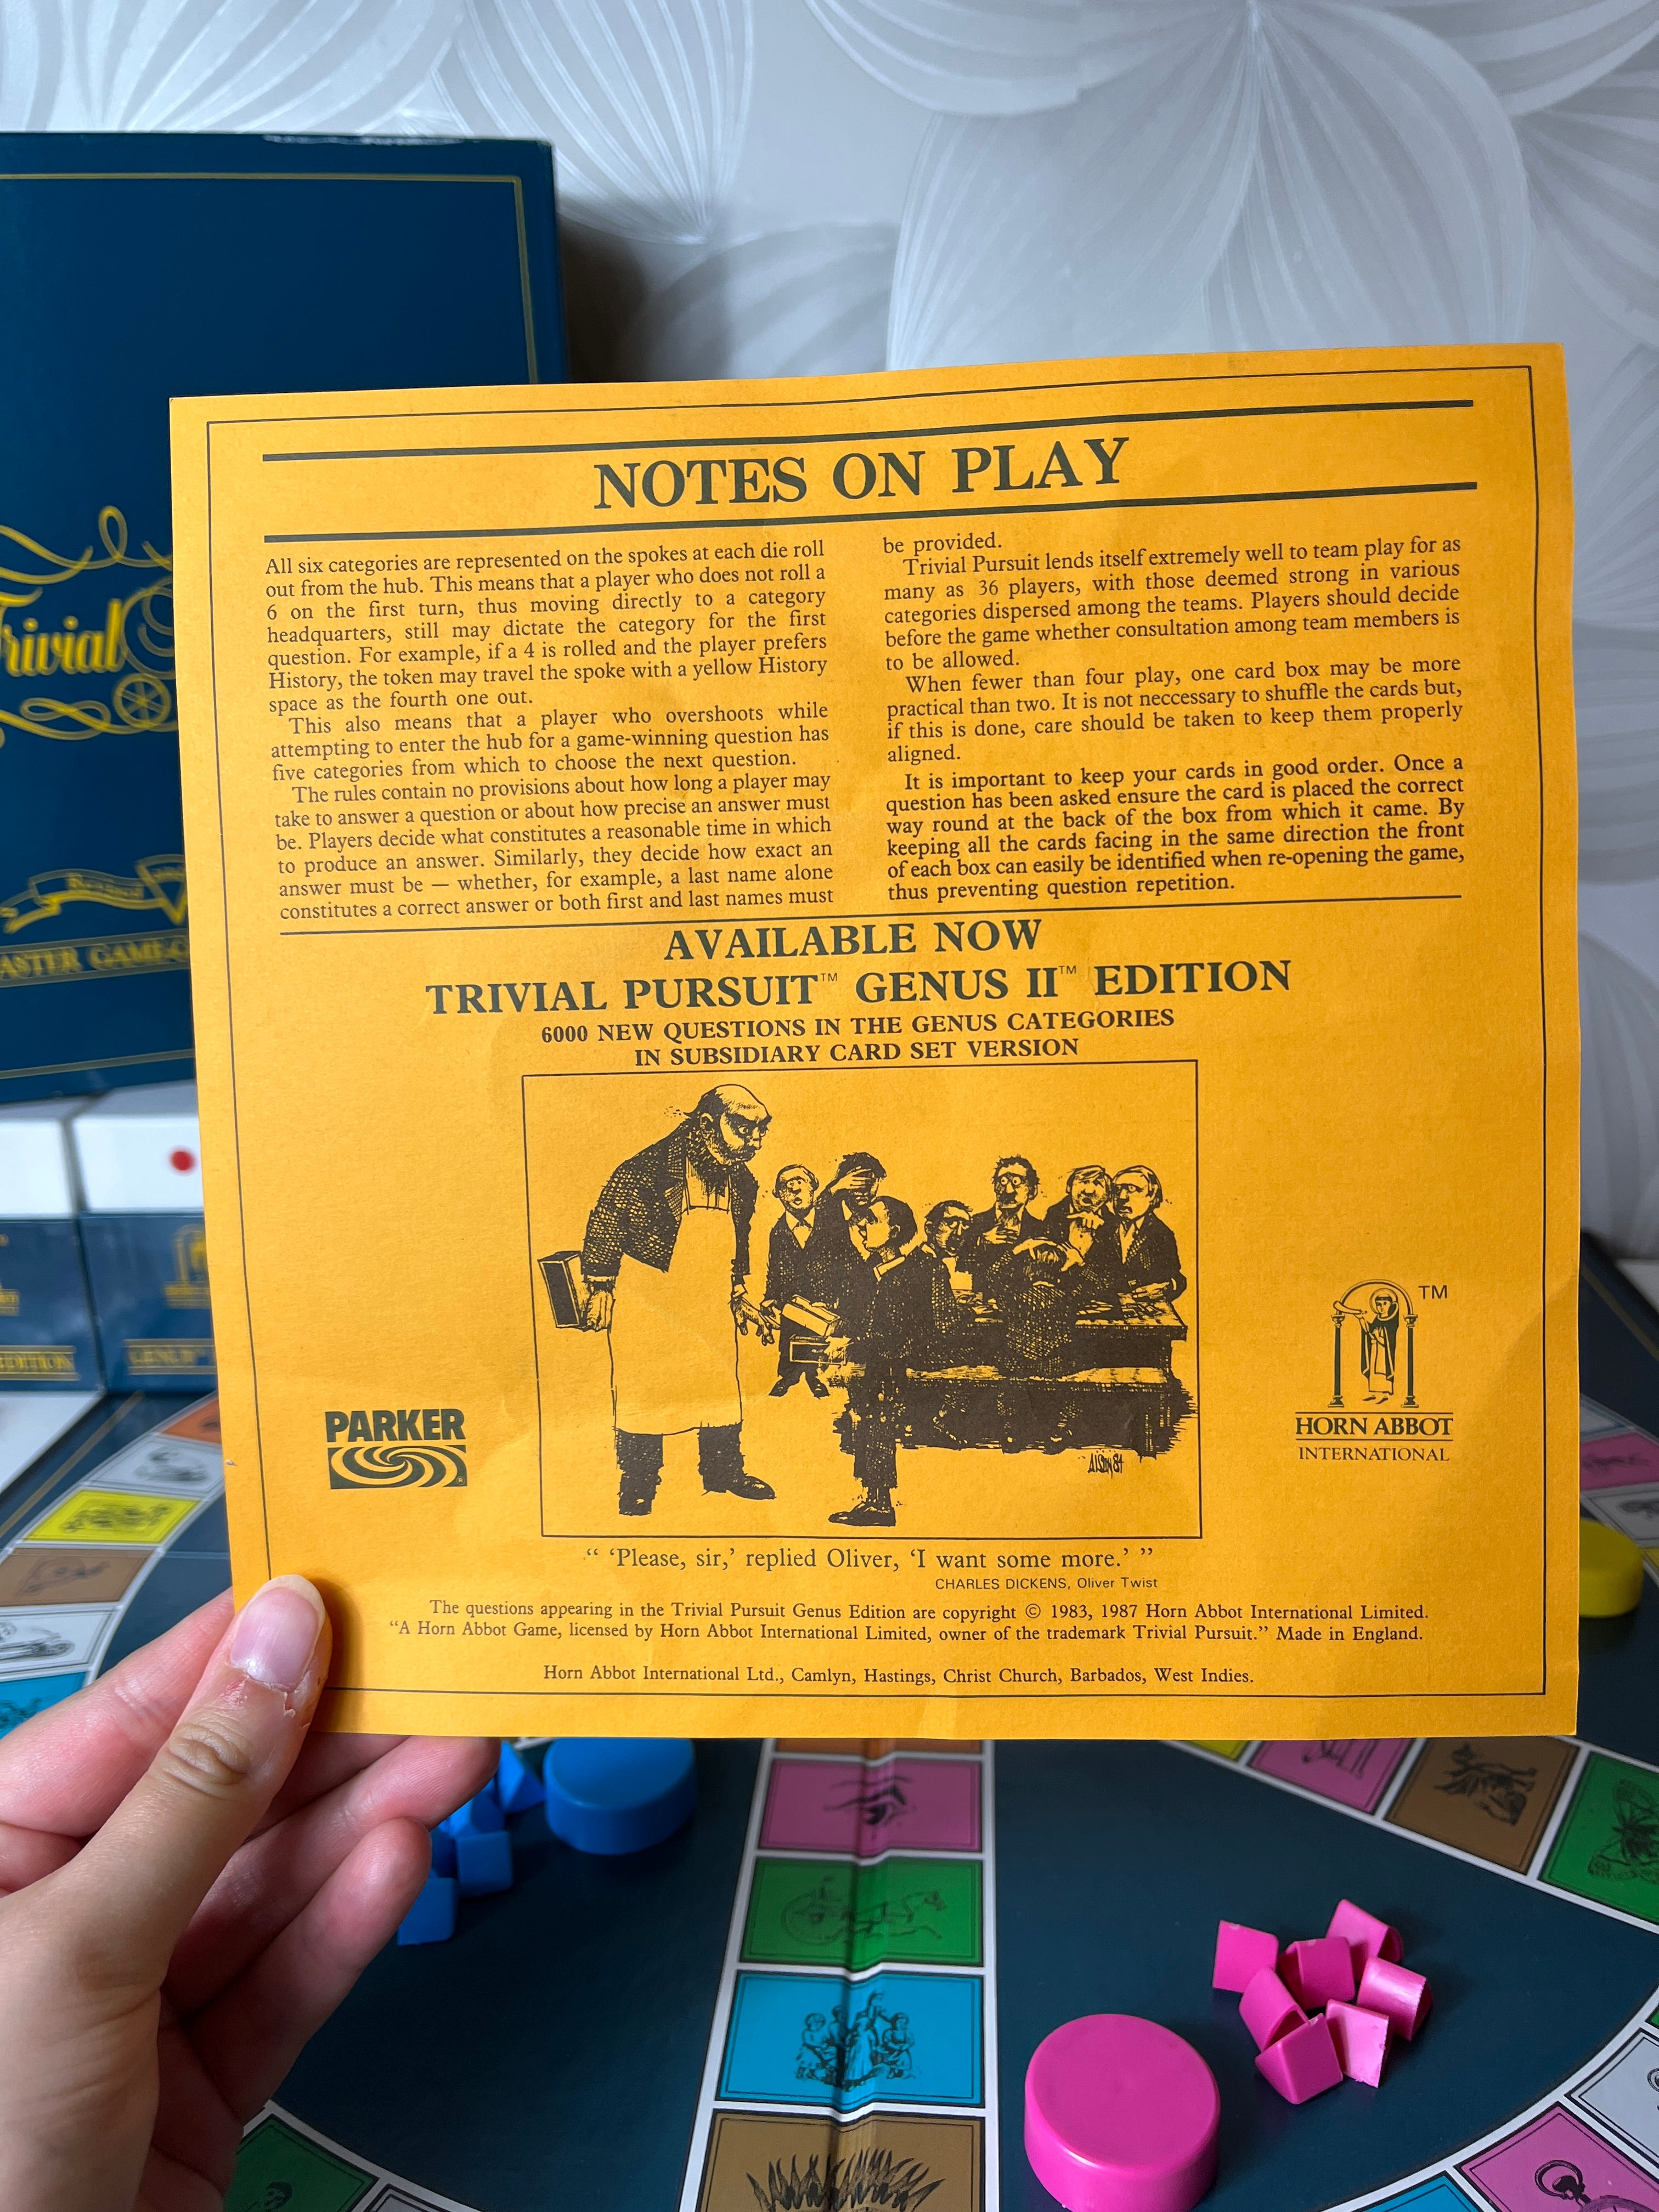 NOTES ON PLAY
All six categories are represented on the spokes at each die roll
out from the hub. This means that a player who does not roll a
6 on the first turn, thus moving directly to a category
headquarters, still may dictate the category for the first
question. For example, if a 4 is rolled and the player prefers
History, the token may travel the spoke with a yellow History
space as the fourth one out.
This also means that a player who overshoots while
attempting to enter the hub for a game-winning question has
five categories from which to choose the next question.
The rules contain no provisions about how long a player may
take to answer a question or about how precise an answer must
be. Players decide what constitutes a reasonable time in which
to produce an answer. Similarly, they decide how exact an
answer must be — whether, for example, a last name alone
constitutes a correct answer or both first and last names must
be provided.
Trivial Pursuit lends itself extremely well to team play for as
many as 36 players, with those deemed strong in various
categories dispersed among the teams. Players should decide
before the game whether consultation among team members is
to be allowed.
When fewer than four play, one card box may be more
practical than two. It is not neccessary to shuffle the cards but,
if this is done, care should be taken to keep them properly
aligned.
It is important to keep your cards in good order. Once a
question has been asked ensure the card is placed the correct
way round at the back of the box from which it came. By
keeping all the cards facing in the same direction the front
of each box can easily be identified when re-opening the game,
thus preventing question repetition.
AVAILABLE NOW
TRIVIAL PURSUIT™ GENUS II™ EDITION
6000 NEW QUESTIONS IN THE GENUS CATEGORIES
IN SUBSIDIARY CARD SET VERSION
PARKER
TM
HORN ABBOT
INTERNATIONAL
“ ‘Please, sir,’ replied Oliver, ‘I want some more.’ ”
CHARLES DICKENS, Oliver Twist
The questions appearing in the Trivial Pursuit Genus Edition are copyright © 1983, 1987 Horn Abbot International Limited.
“A Horn Abbot Game, licensed by Horn Abbot International Limited, owner of the trademark Trivial Pursuit.” Made in England.
Horn Abbot International Ltd., Camlyn, Hastings, Christ Church, Barbados, West Indies.
Trivial
EDITION